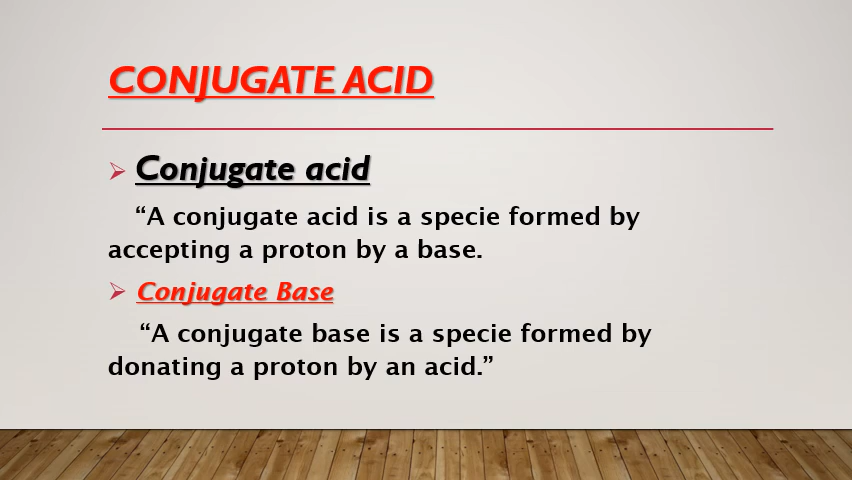 CONJUGATE ACID
Conjugate acid
“A conjugate acid is a specie formed by
accepting a proton by a base.
Conjugate Base
“A conjugate base is a specie formed by
donating a proton by an acid.”